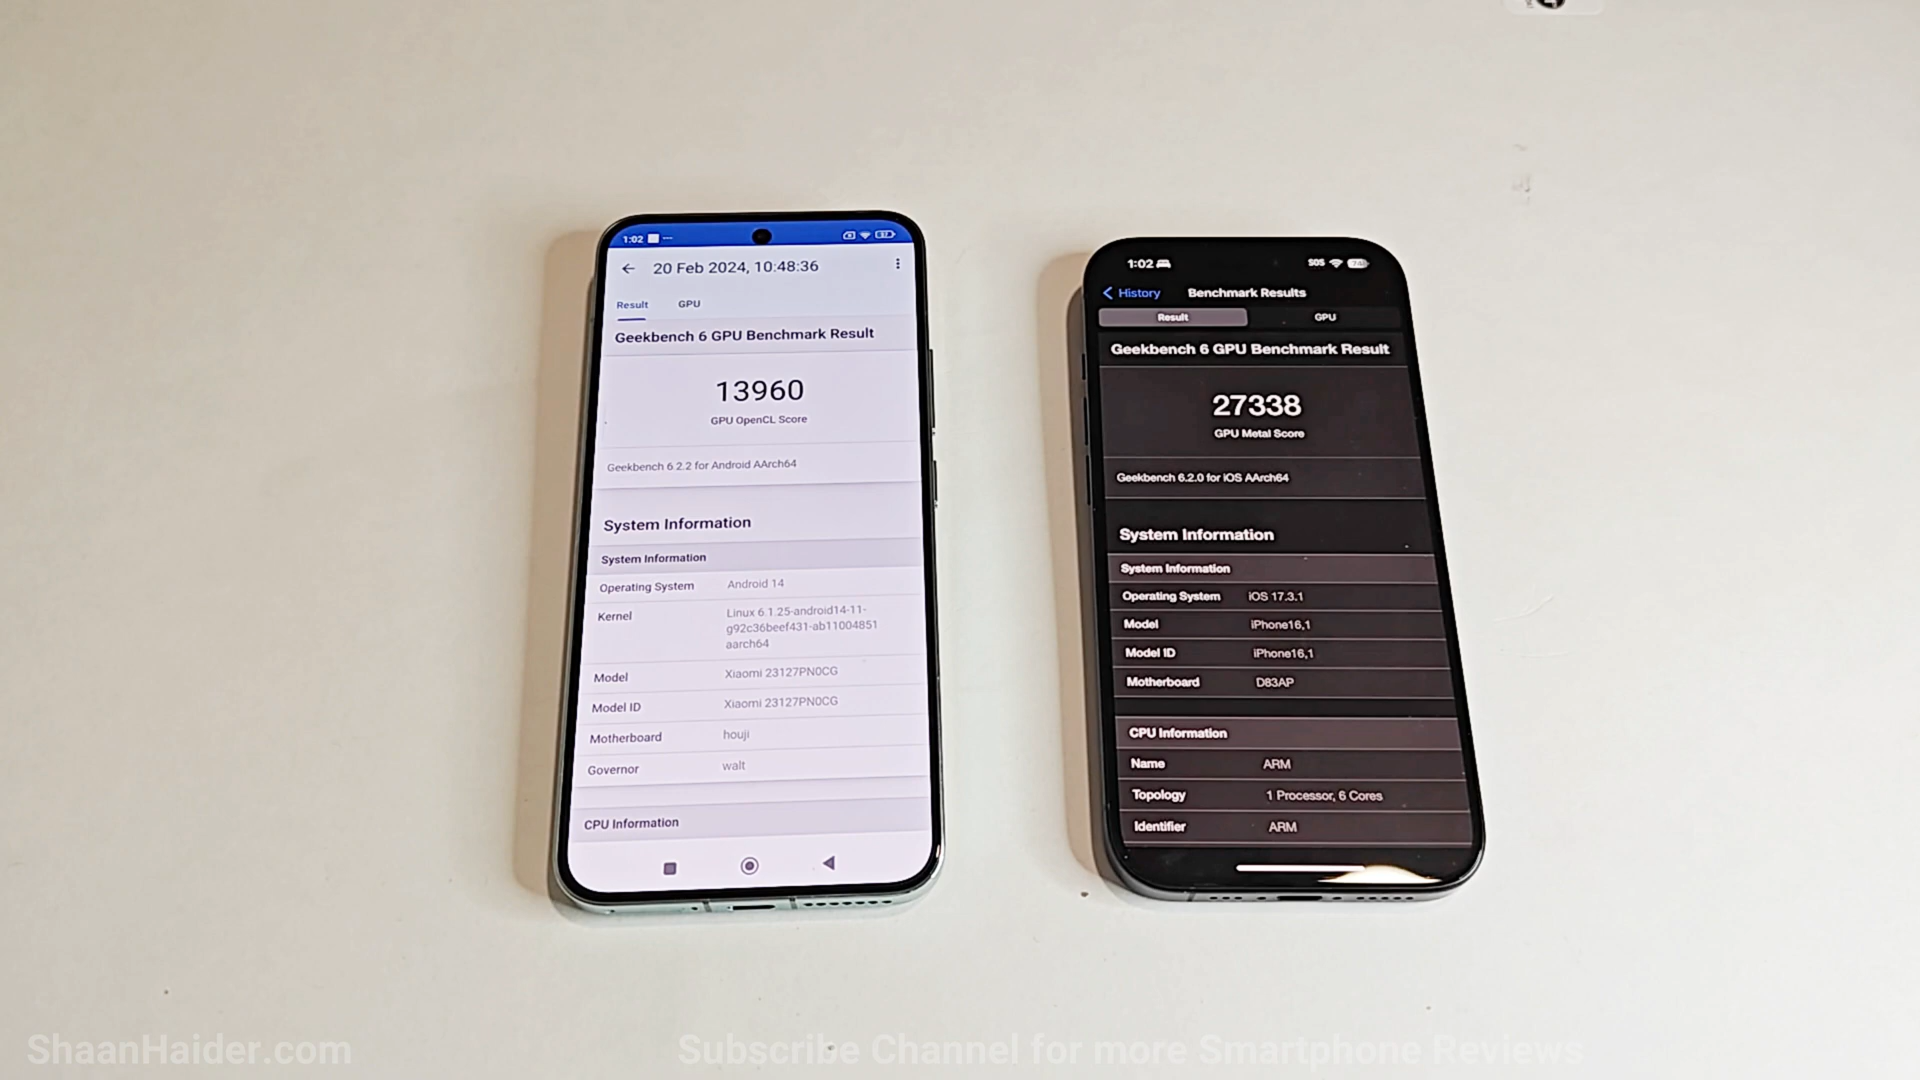 1:02
20 Feb 2024, 10:48:36
Result GPU
Geekbench 6 GPU Benchmark Result
13960
GPU OpenCL Score
Geekbench 6 2.2 for Android AArch64
System Information
System Information
Operating System Android 14
Kernel Linux 6.1.25-android14-11-
g92c36beef431-ab11004851
aarch64
Model Xiaomi 23127PN0CG
Model ID Xiaomi 23127PN0CG
Motherboard houji
Governor walt
CPU Information
1:02 SOS
History Benchmark Results
Result GPU
Geekbench 6 GPU Benchmark Result
27338
GPU Metal Score
Geekbench 6.2.0 for iOS AArch64
System Information
System Information
Operating System iOS 17.3.1
Model iPhone16,1
Model ID iPhone16,1
Motherboard D83AP
CPU Information
Name ARM
Topology 1 Processor, 6 Cores
Identifier ARM
ShaanHaider.com
Subscribe Channel for more Smartphone Reviews